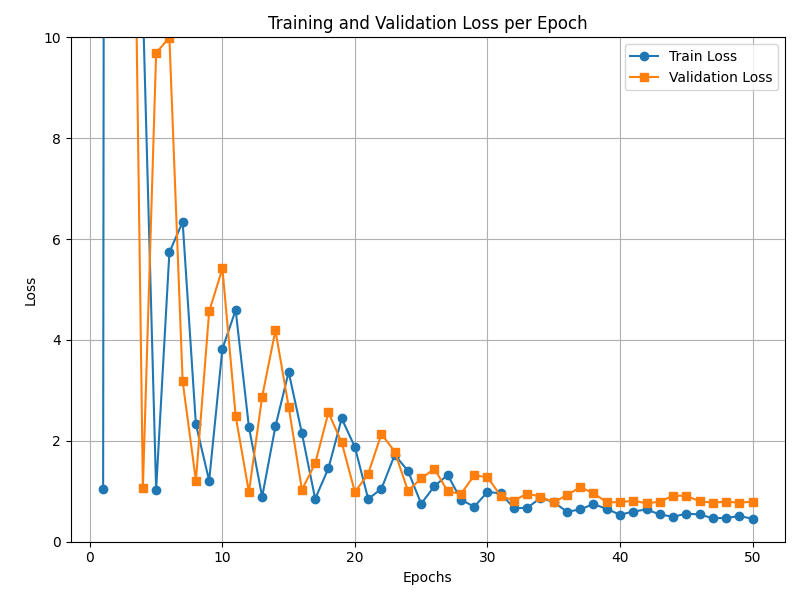 Training and Validation Loss per Epoch
Train Loss
Validation Loss
Loss
10
8
6
4
2
0
0 10 20 30 40 50
Epochs